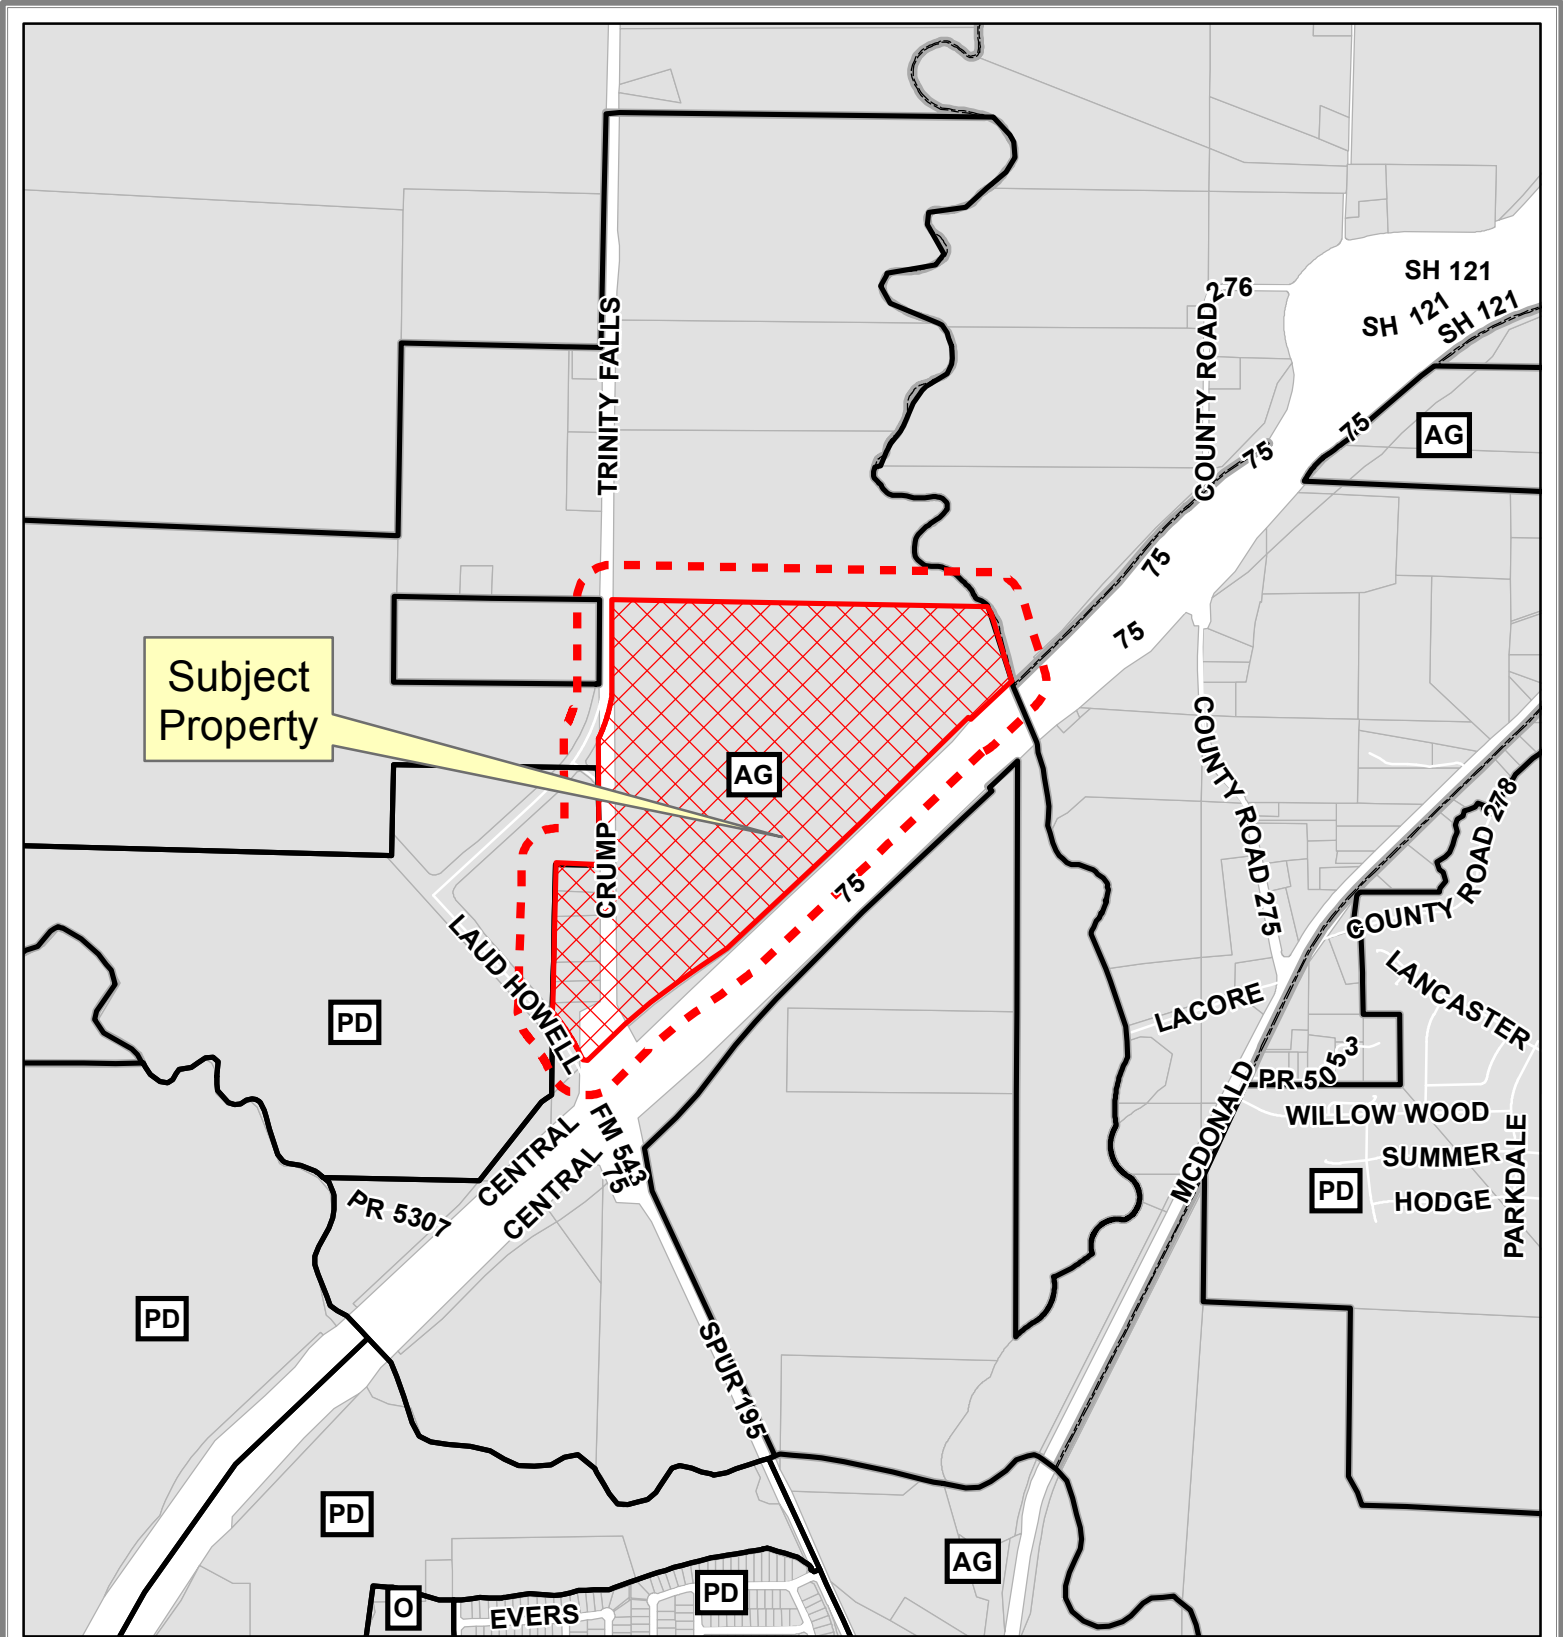 SH 121
SH 121
SH 121
COUNTY ROAD
276
TRINITY FALLS
75
75
AG
75
75
Subject
Property
AG
COUNTY ROAD 275
COUNTY ROAD 278
CRUMP
75
LAUD HOWELL
LANCASTER
LACORE
PD
PR 5053
WILLOW WOOD
SUMMER
HODGE
PARKDALE
PD
MCDONALD
CENTRAL
CENTRAL
FM 543
75
PR 5307
PD
SPUR 195
PD
AG
PD
O
EVERS